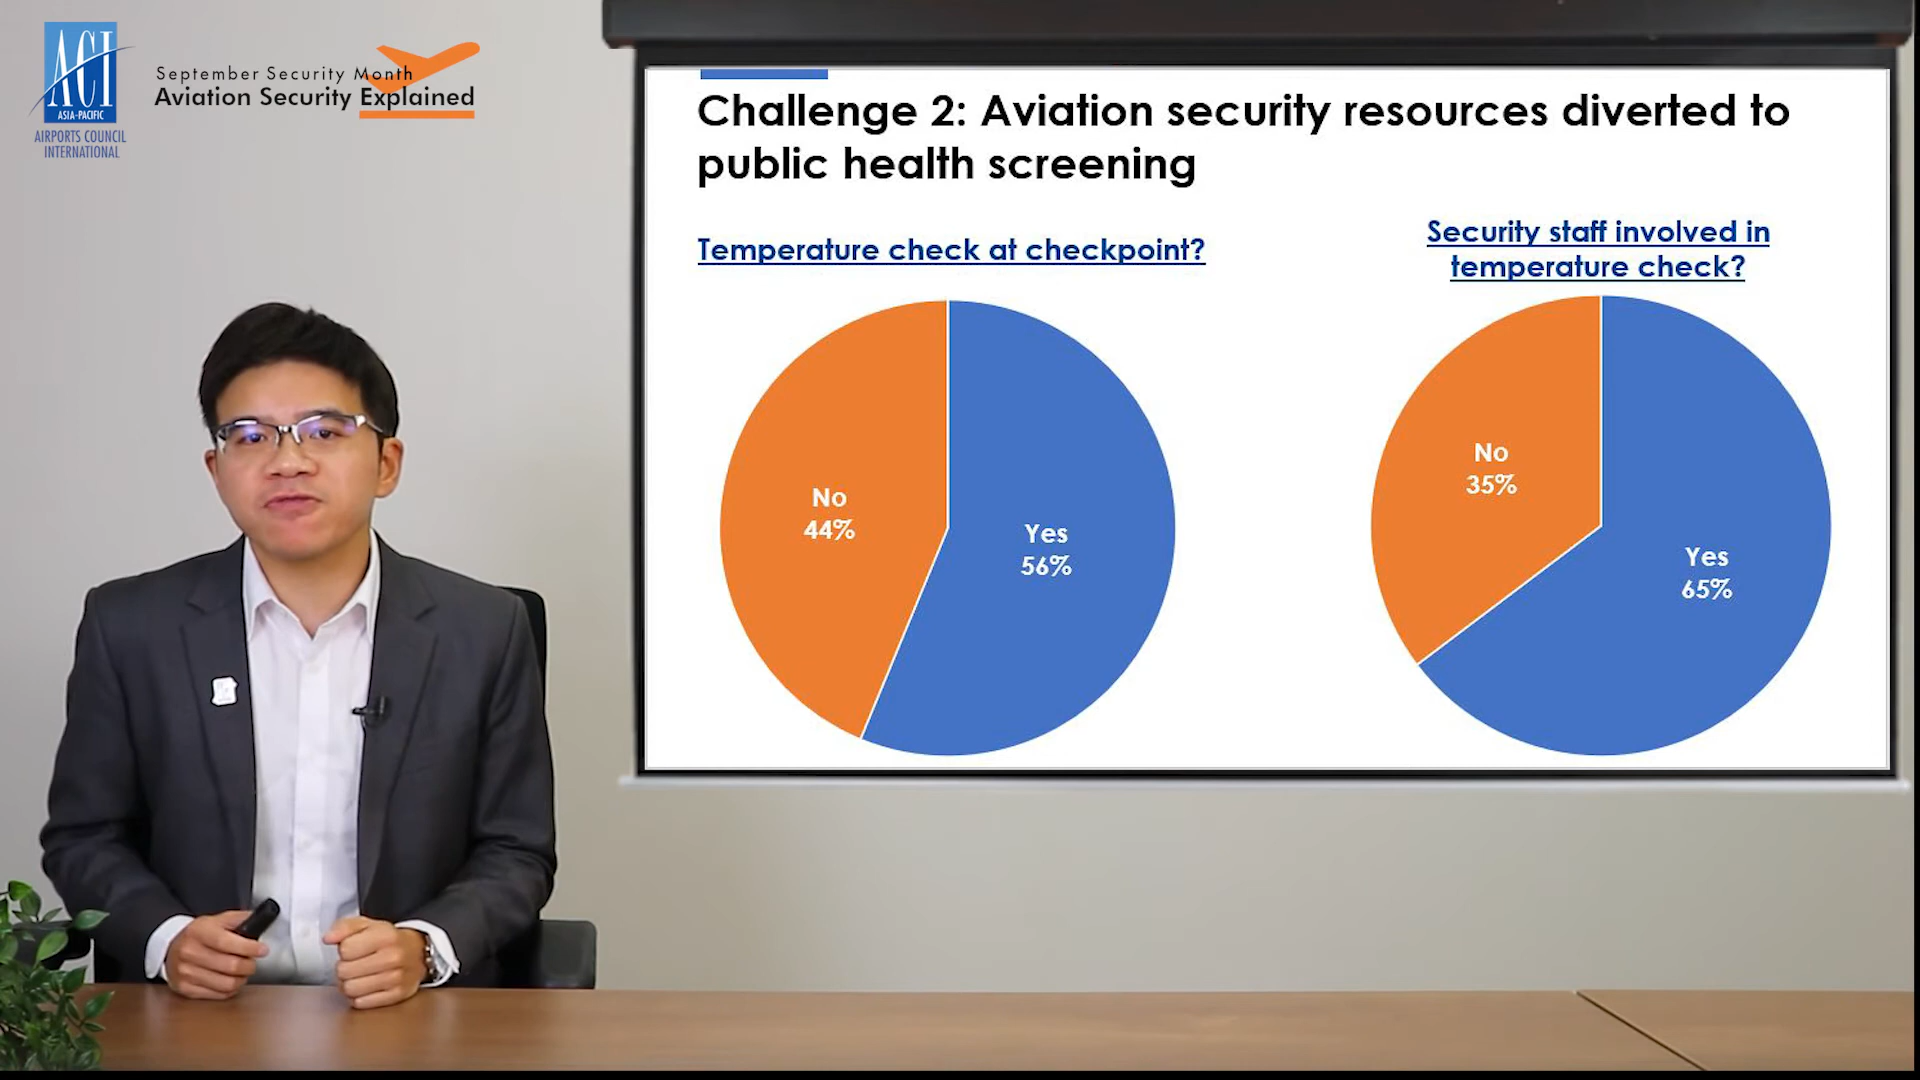 ACI
ASIA-PACIFIC
AIRPORTS COUNCIL
INTERNATIONAL
September Security Month
Aviation Security Explained
Challenge 2: Aviation security resources diverted to
public health screening
Temperature check at checkpoint?
No
44%
Yes
56%
Security staff involved in
temperature check?
No
35%
Yes
65%